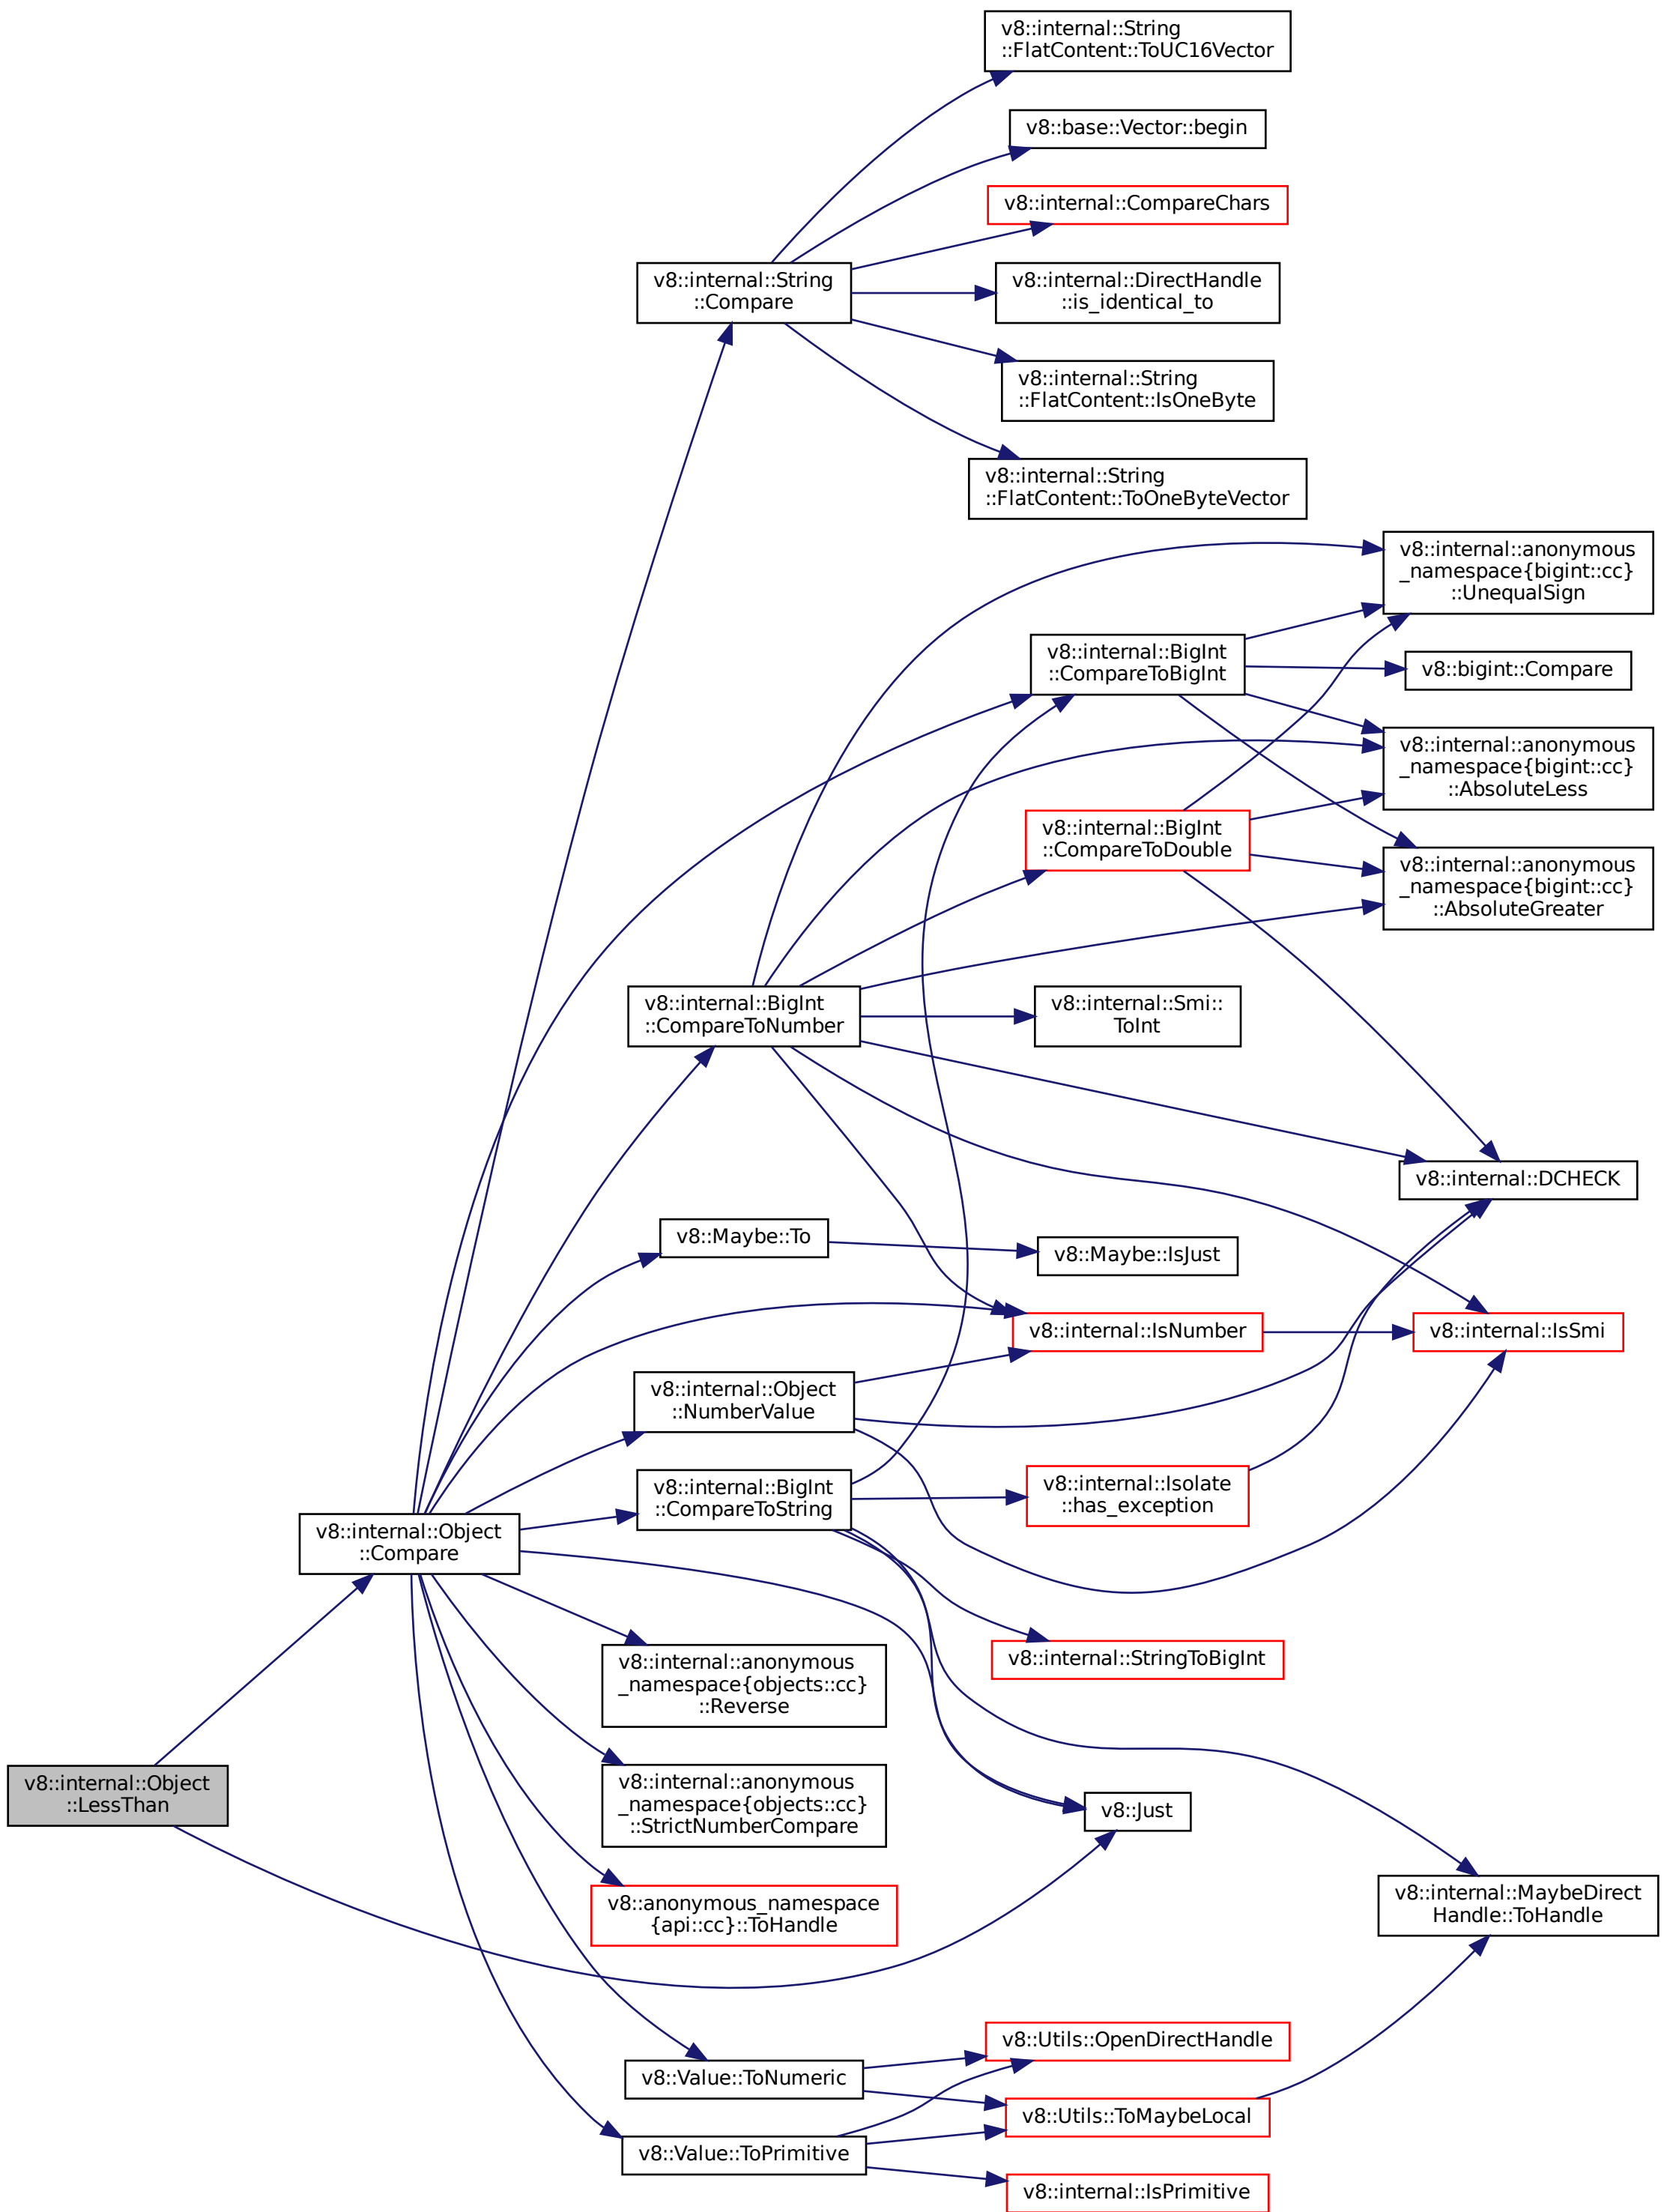 v8::internal::String
::FlatContent::ToUC16Vector
v8::base::Vector::begin
v8::internal::CompareChars
v8::internal::String
::Compare
v8::internal::DirectHandle
::is_identical_to
v8::internal::String
::FlatContent::IsOneByte
v8::internal::String
::FlatContent::ToOneByteVector
v8::internal::anonymous
_namespace{bigint::cc}
::UnequalSign
v8::internal::BigInt
::CompareToBigInt
v8::bigint::Compare
v8::internal::anonymous
_namespace{bigint::cc}
::AbsoluteLess
v8::internal::BigInt
::CompareToDouble
v8::internal::anonymous
_namespace{bigint::cc}
::AbsoluteGreater
v8::internal::BigInt
::CompareToNumber
v8::internal::Smi::
ToInt
v8::internal::DCHECK
v8::Maybe::To
v8::Maybe::IsJust
v8::internal::IsNumber
v8::internal::IsSmi
v8::internal::Object
::NumberValue
v8::internal::BigInt
::CompareToString
v8::internal::Isolate
::has_exception
v8::internal::Object
::Compare
v8::internal::StringToBigInt
v8::internal::anonymous
_namespace{objects::cc}
::Reverse
v8::internal::Object
::LessThan
v8::internal::anonymous
_namespace{objects::cc}
::StrictNumberCompare
v8::Just
v8::anonymous_namespace
{api::cc}::ToHandle
v8::internal::MaybeDirect
Handle::ToHandle
v8::Utils::OpenDirectHandle
v8::Value::ToNumeric
v8::Utils::ToMaybeLocal
v8::Value::ToPrimitive
v8::internal::IsPrimitive